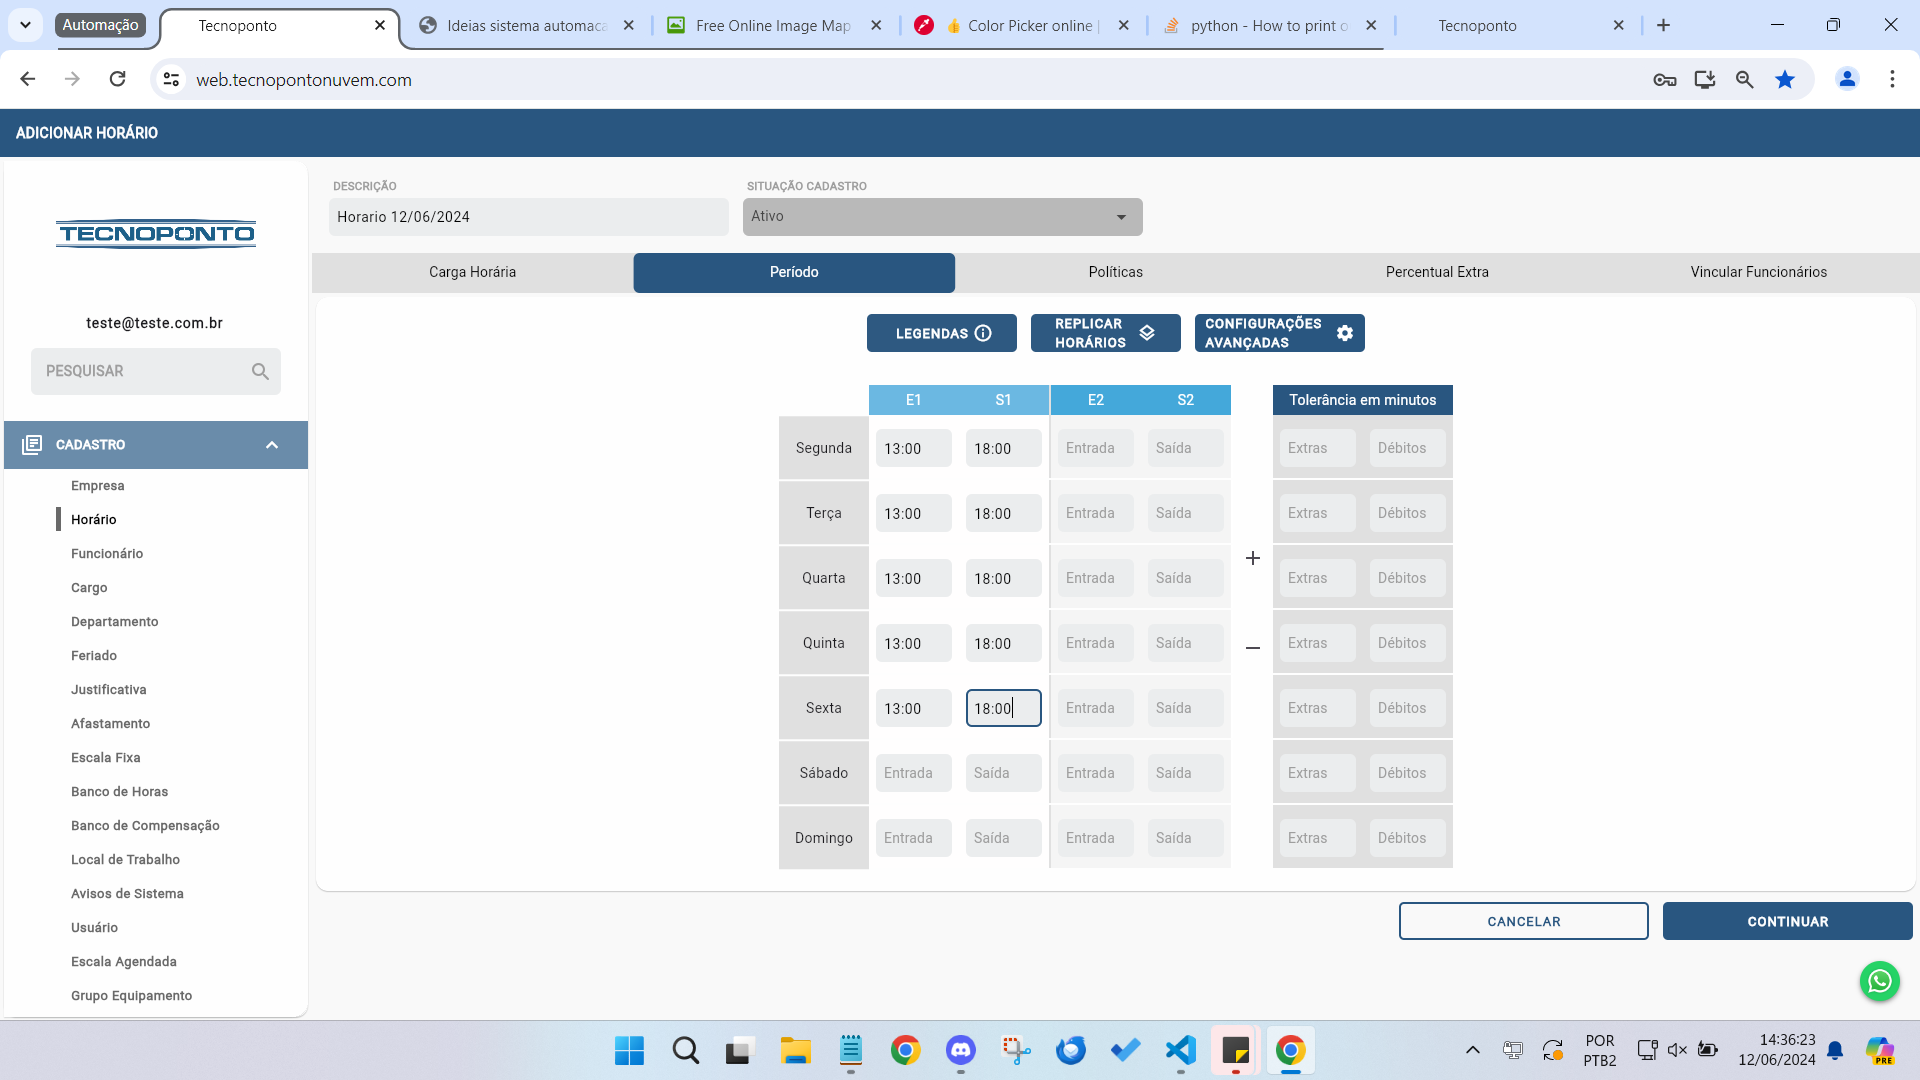 Automação
Tecnoponto
Ideias sistema automaca
Free Online Image Map
Color Picker online |
python - How to print o
Tecnoponto
web.tecnopontonuvem.com
ADICIONAR HORÁRIO
TECNOPONTO
teste@teste.com.br
PESQUISAR
CADASTRO
Empresa
Horário
Funcionário
Cargo
Departamento
Feriado
Justificativa
Afastamento
Escala Fixa
Banco de Horas
Banco de Compensação
Local de Trabalho
Avisos de Sistema
Usuário
Escala Agendada
Grupo Equipamento
DESCRIÇÃO
Horario 12/06/2024
SITUAÇÃO CADASTRO
Ativo
Carga Horária
Período
Políticas
Percentual Extra
Vincular Funcionários
LEGENDAS
REPLICAR
HORÁRIOS
CONFIGURAÇÕES
AVANÇADAS
E1 S1 E2 S2 Tolerância em minutos
Segunda 13:00 18:00 Entrada Saída Extras Débitos
Terça 13:00 18:00 Entrada Saída Extras Débitos
Quarta 13:00 18:00 Entrada Saída Extras Débitos
Quinta 13:00 18:00 Entrada Saída Extras Débitos
Sexta 13:00 18:00 Entrada Saída Extras Débitos
Sábado Entrada Saída Entrada Saída Extras Débitos
Domingo Entrada Saída Entrada Saída Extras Débitos
CANCELAR
CONTINUAR
POR
PTB2
14:36:23
12/06/2024
PRE